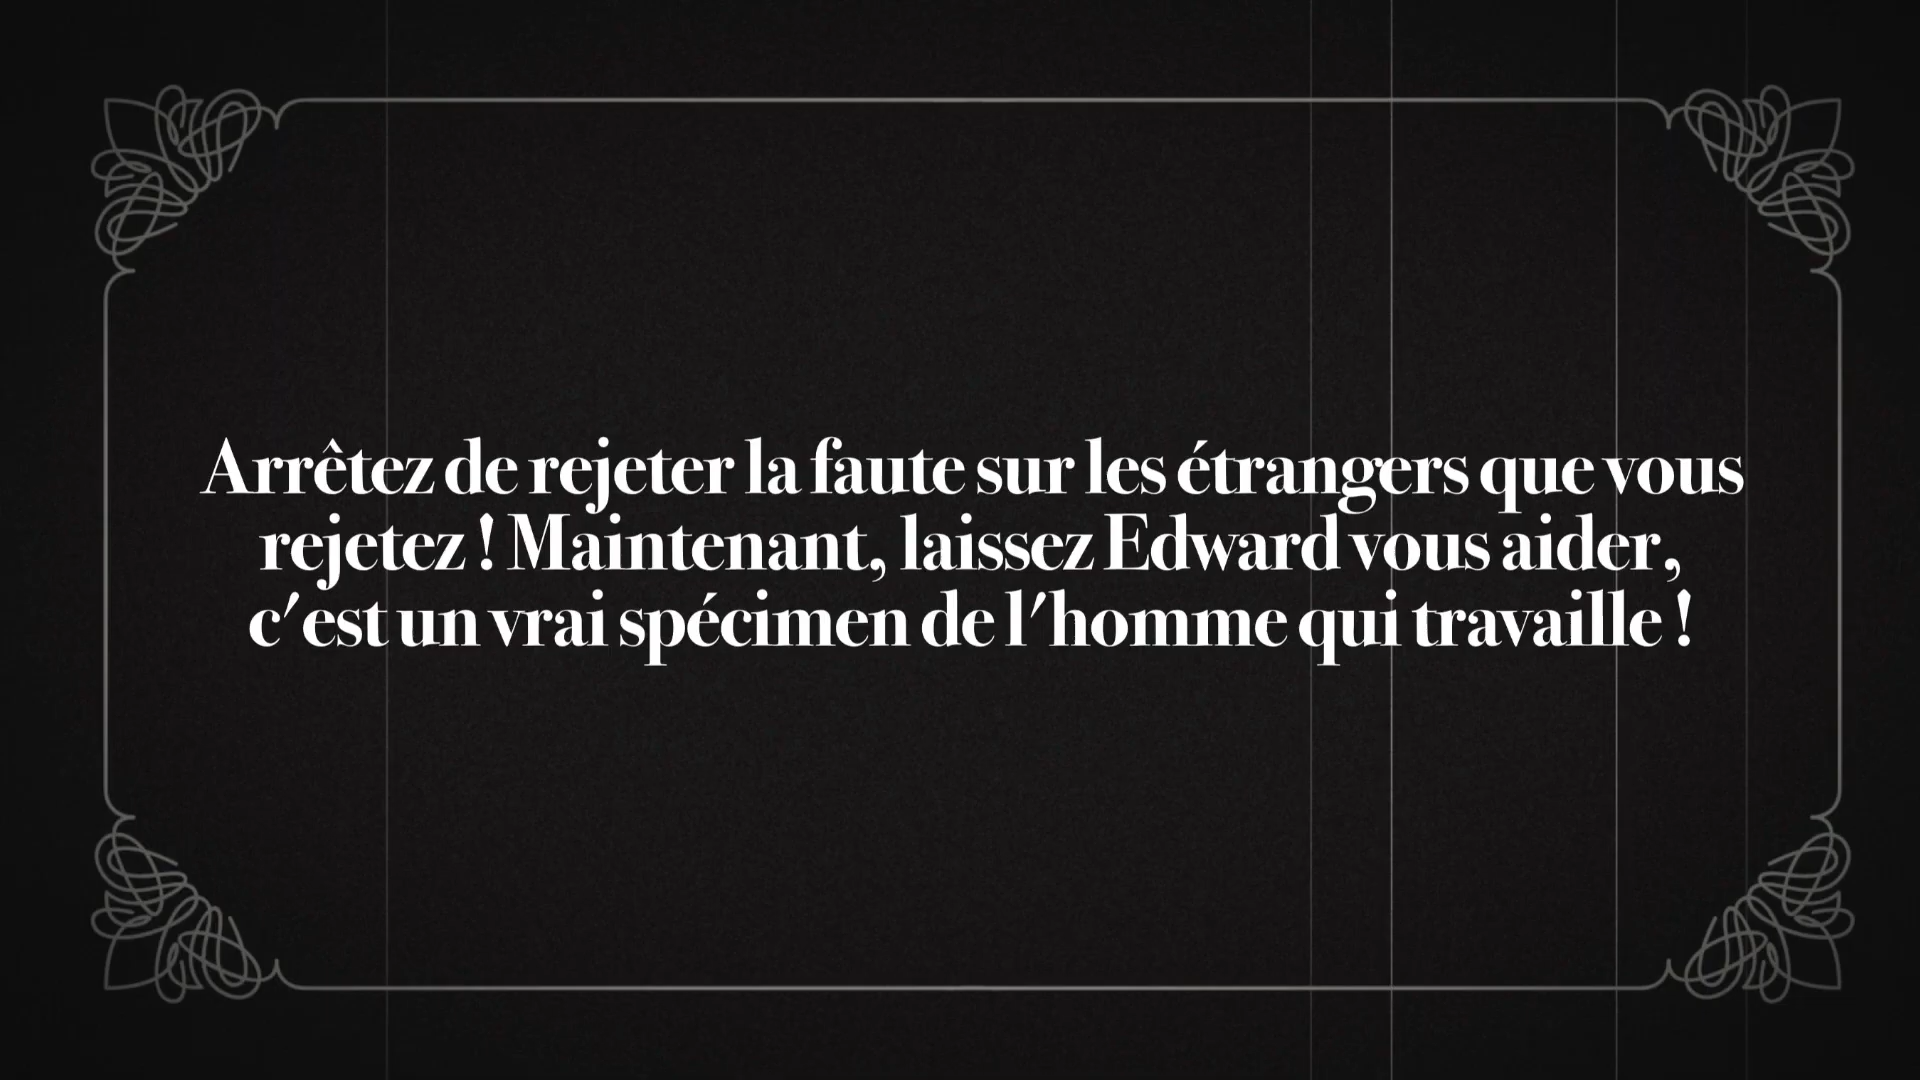 Arrêtez de rejeter la faute sur les étrangers que vous
rejetez ! Maintenant, laissez Edward vous aider,
c'est un vrai spécimen de l'homme qui travaille !